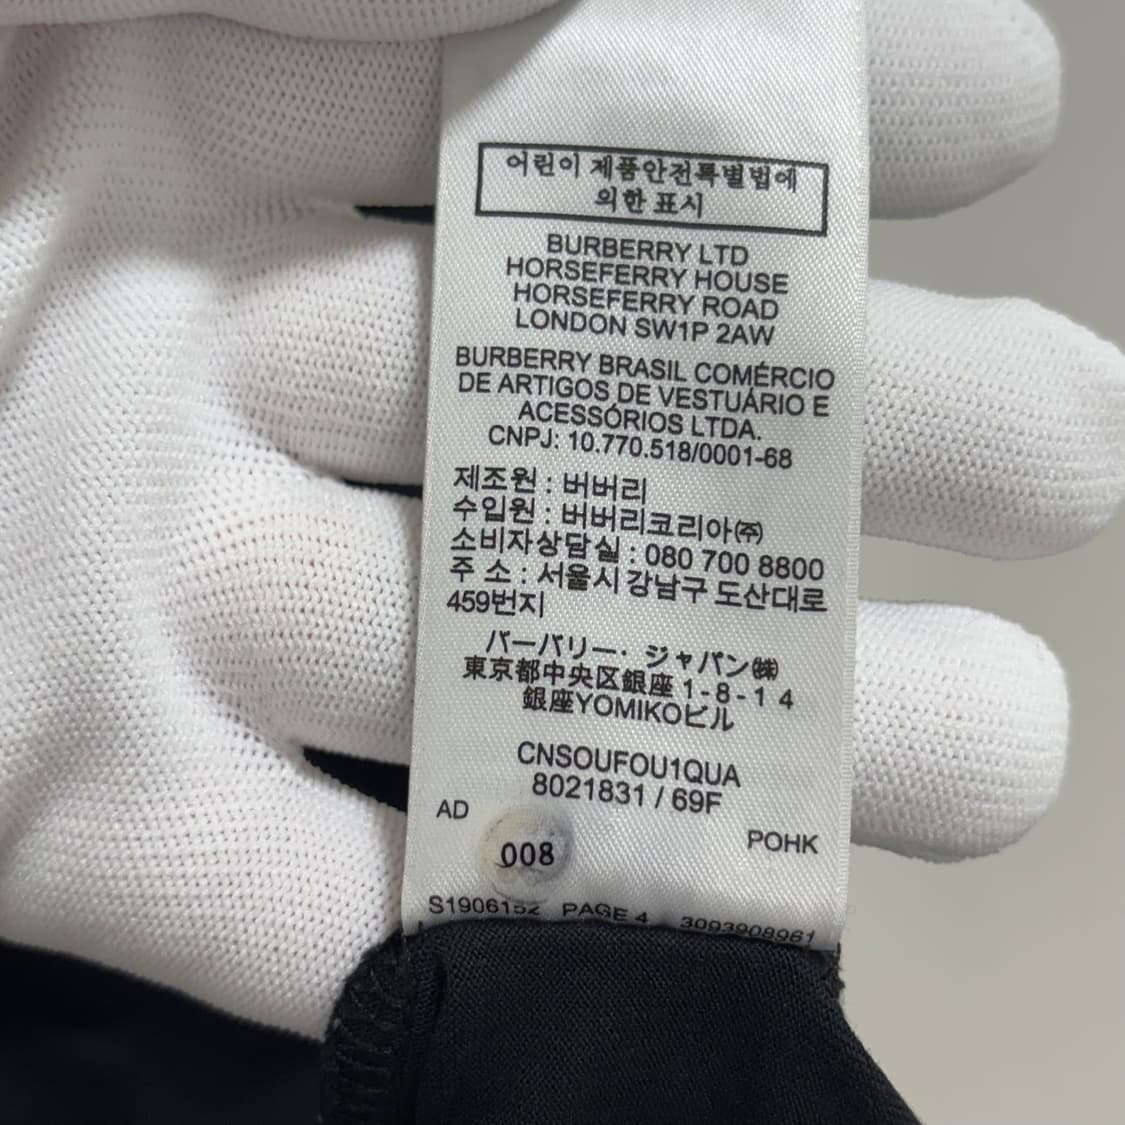 어린이 제품안전특별법에
의한 표시
BURBERRY LTD
HORSEFERRY HOUSE
HORSEFERRY ROAD
LONDON SW1P 2AW
BURBERRY BRASIL COMÉRCIO
DE ARTIGOS DE VESTUÁRIO E
ACESSÓRIOS LTDA.
CNPJ: 10.770.518/0001-68
제조원 : 버버리
수입원 : 버버리코리아㈜
소비자상담실 : 080 700 8800
주 소 : 서울시 강남구 도산대로
459번지
バーバリー・ジャパン㈱
東京都中央区銀座 1-8-14
銀座YOMIKOビル
CNSOUFOU1QUA
8021831 / 69F
AD
008
POHK
S1906152 PAGE 4 3093908961